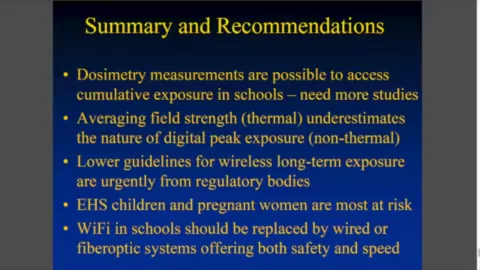 Summary and Recommendations
• Dosimetry measurements are possible to access
cumulative exposure in schools – need more studies
• Averaging field strength (thermal) underestimates
the nature of digital peak exposure (non-thermal)
• Lower guidelines for wireless long-term exposure
are urgently from regulatory bodies
• EHS children and pregnant women are most at risk
• WiFi in schools should be replaced by wired or
fiberoptic systems offering both safety and speed